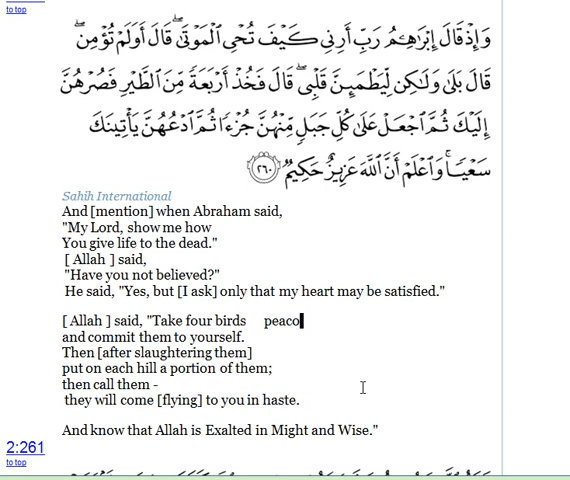 to top
وَإِذْ قَالَ إِبْرَٰهِـۧمُ رَبِّ أَرِنِى كَيْفَ تُحْىِ ٱلْمَوْتَىٰ ۖ قَالَ أَوَلَمْ تُؤْمِن ۖ
قَالَ بَلَىٰ وَلَـٰكِن لِّيَطْمَئِنَّ قَلْبِى ۖ قَالَ فَخُذْ أَرْبَعَةً مِّنَ ٱلطَّيْرِ فَصُرْهُنَّ
إِلَيْكَ ثُمَّ ٱجْعَلْ عَلَىٰ كُلِّ جَبَلٍ مِّنْهُنَّ جُزْءًا ثُمَّ ٱدْعُهُنَّ يَأْتِينَكَ
سَعْيًا ۚ وَٱعْلَمْ أَنَّ ٱللَّهَ عَزِيزٌ حَكِيمٌ ٢٦٠
Sahih International
And [mention] when Abraham said,
"My Lord, show me how
You give life to the dead."
[ Allah ] said,
"Have you not believed?"
He said, "Yes, but [I ask] only that my heart may be satisfied."
[ Allah ] said, "Take four birds peaco
and commit them to yourself.
Then [after slaughtering them]
put on each hill a portion of them;
then call them -
they will come [flying] to you in haste.
And know that Allah is Exalted in Might and Wise."
2:261
to top